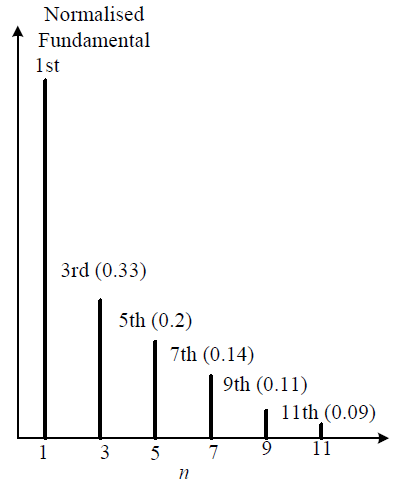 Normalised
Fundamental
1st
3rd (0.33)
5th (0.2)
7th (0.14)
9th (0.11)
11th (0.09)
1 3 5 7 9 11
n